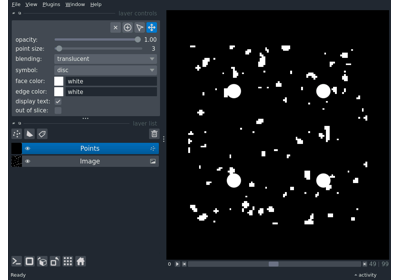 File View Plugins Window Help
layer controls
opacity: 1.00
point size: 3
blending: translucent
symbol: disc
face color: white
edge color: white
display text:
out of slice:
layer list
Points
Image
49 99
Ready
activity